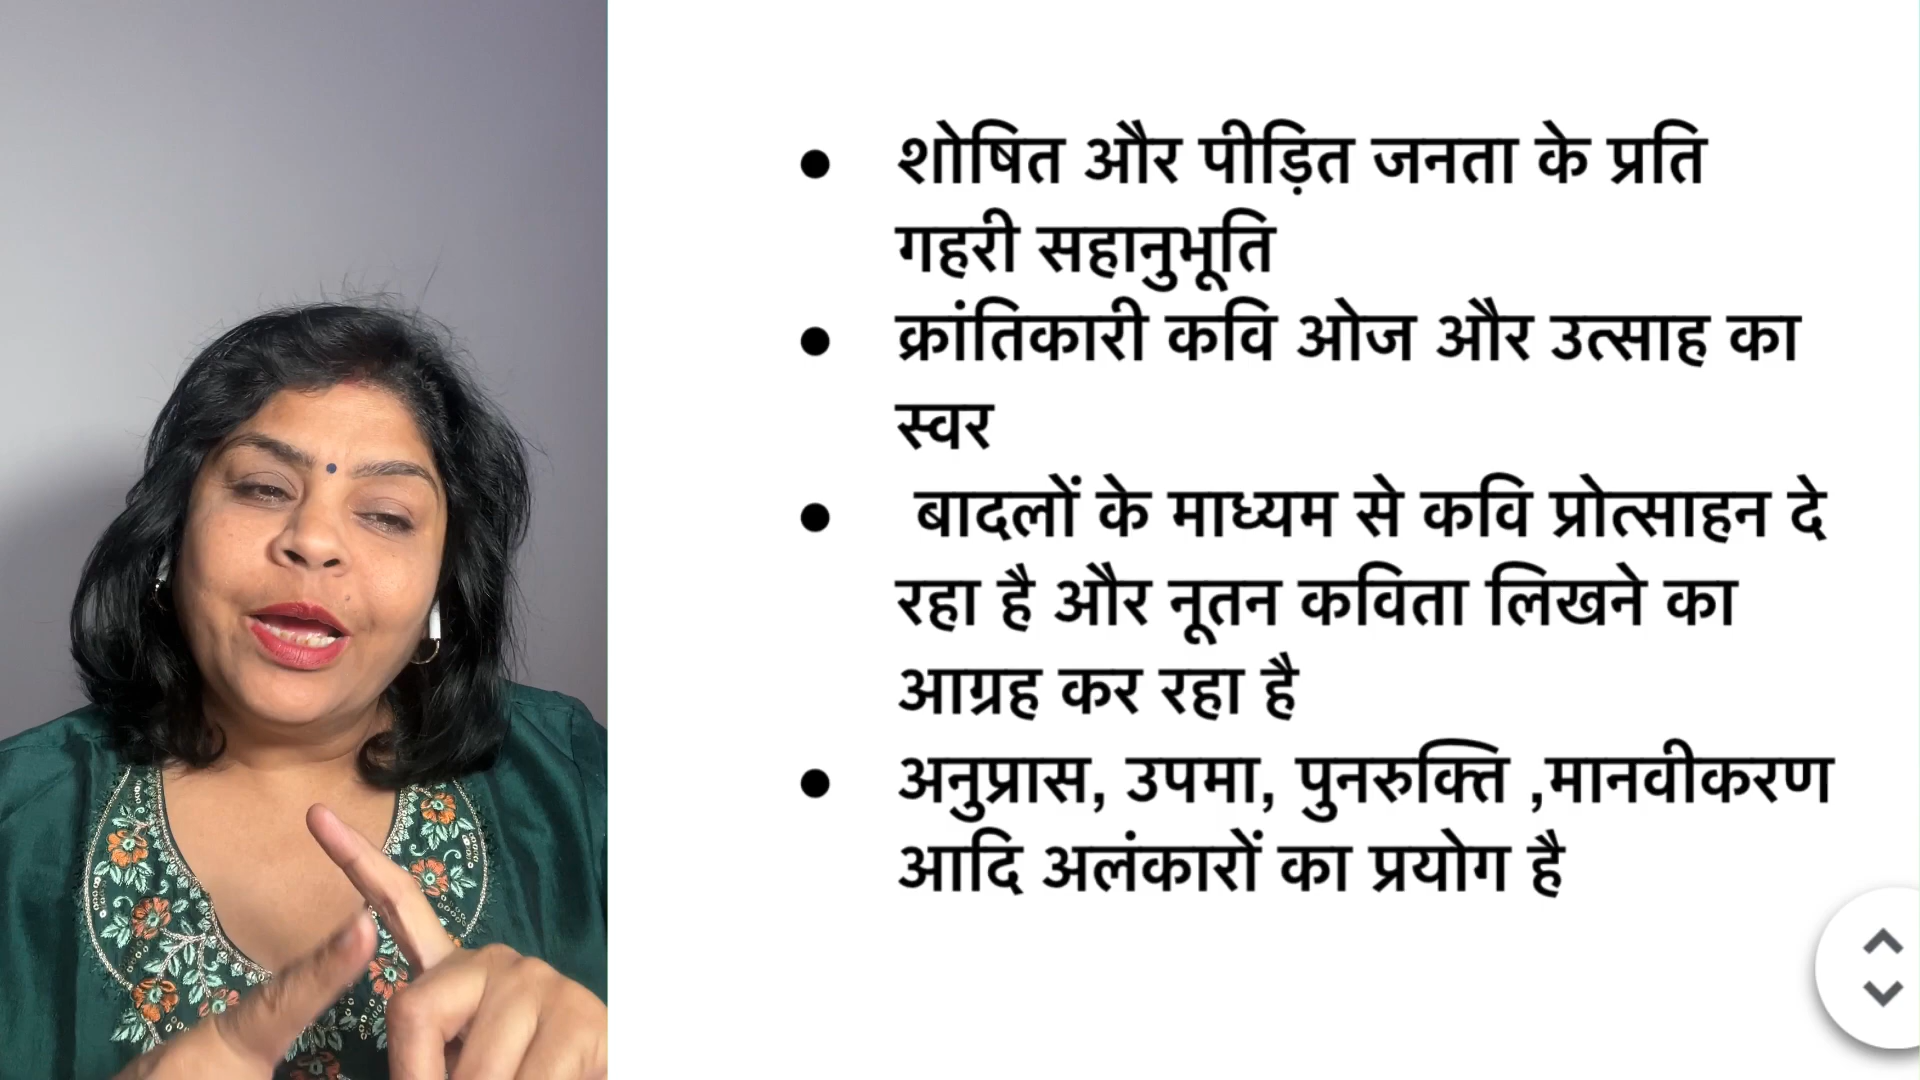 ● शोषित और पीड़ित जनता के प्रति
गहरी सहानुभूति
● क्रांतिकारी कवि ओज और उत्साह का
स्वर
● बादलों के माध्यम से कवि प्रोत्साहन दे
रहा है और नूतन कविता लिखने का
आग्रह कर रहा है
● अनुप्रास, उपमा, पुनरुक्ति ,मानवीकरण
आदि अलंकारों का प्रयोग है